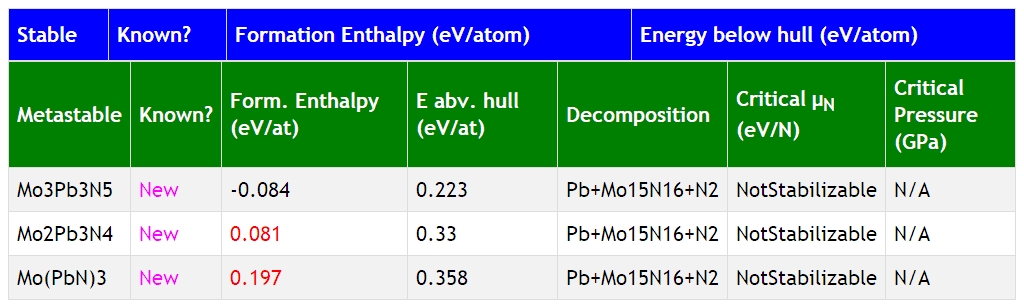 Stable Known? Formation Enthalpy (eV/atom) Energy below hull (eV/atom)
Metastable Known? Form. Enthalpy (eV/at) E abv. hull (eV/at) Decomposition Critical μN (eV/N) Critical Pressure (GPa)
Mo3Pb3N5 New -0.084 0.223 Pb+Mo15N16+N2 NotStabilizable N/A
Mo2Pb3N4 New 0.081 0.33 Pb+Mo15N16+N2 NotStabilizable N/A
Mo(PbN)3 New 0.197 0.358 Pb+Mo15N16+N2 NotStabilizable N/A